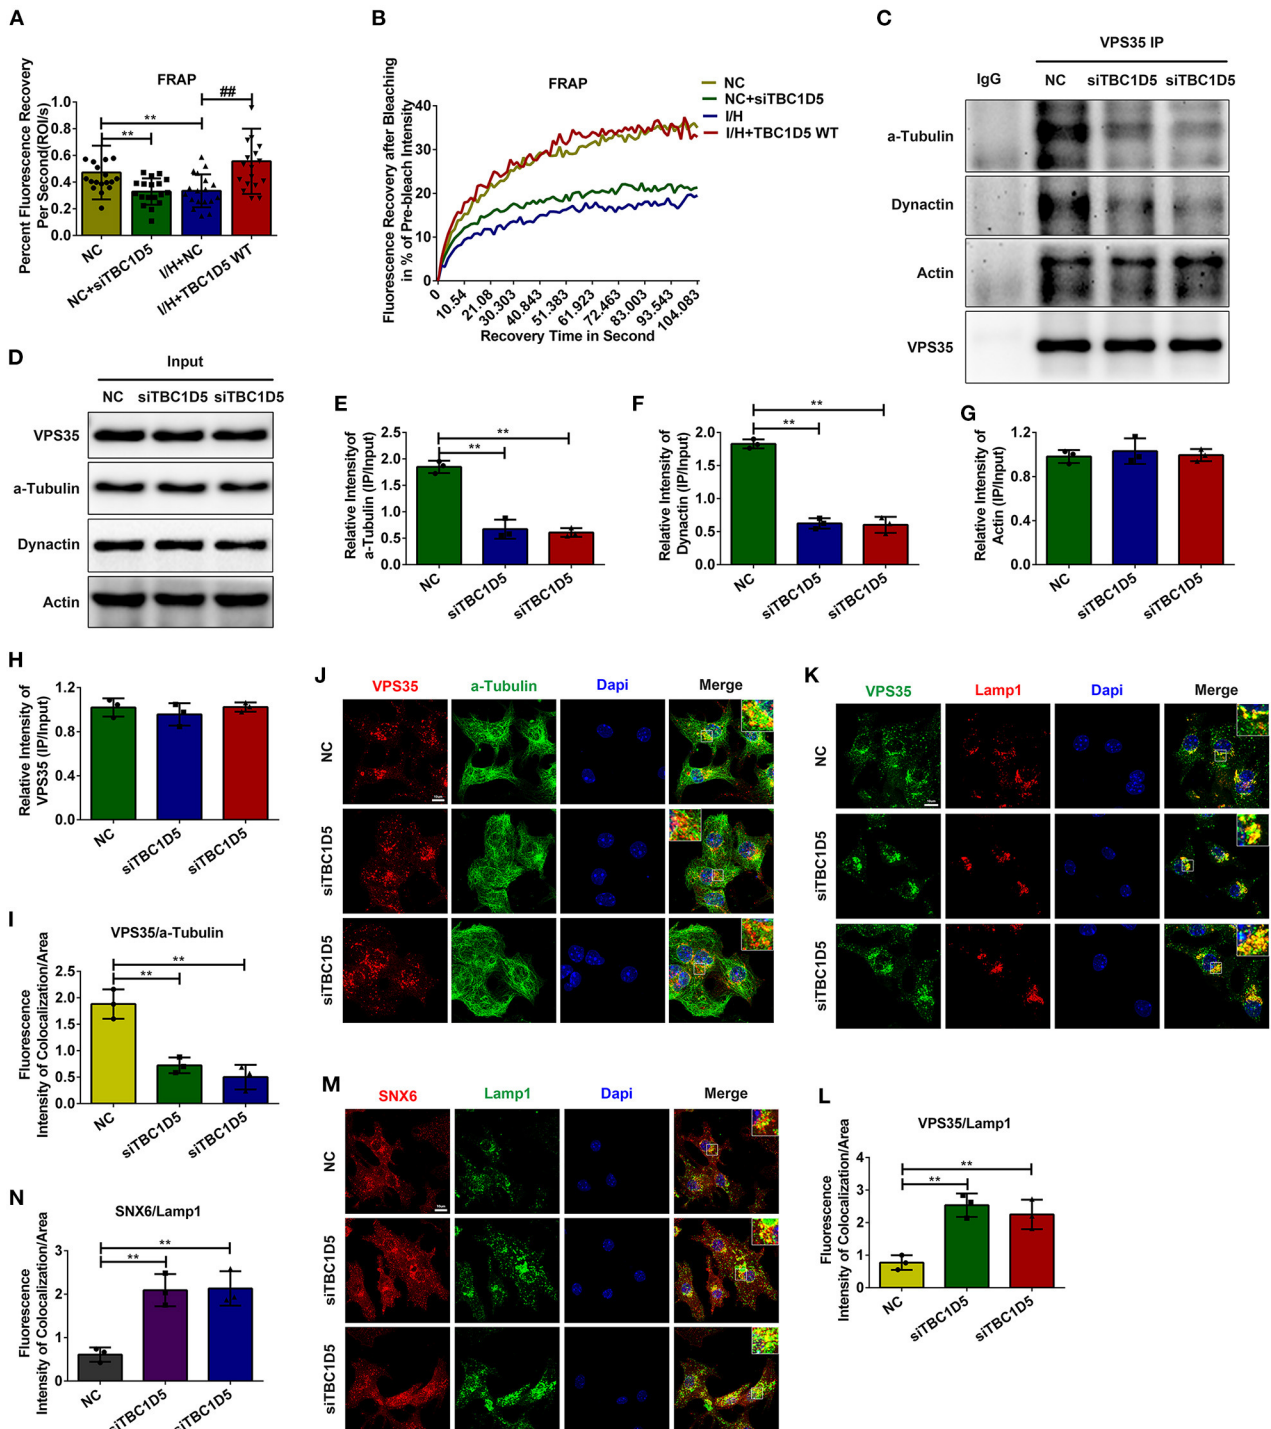 A
FRAP
Percent Fluorescence Recovery
Per Second(ROI/s)
1.0
0.8
0.6
0.4
0.2
0.0
**
**
##
NC
NC+siTBC1D5
I/H+NC
I/H+TBC1D5 WT
B
FRAP
Fluorescence Recovery after Bleaching
in % of Pre-bleach Intensity
40
30
20
10
0
0
10.54
21.08
30.303
40.843
51.383
61.923
72.463
83.003
93.543
104.083
Recovery Time in Second
NC
NC+siTBC1D5
I/H
I/H+TBC1D5 WT
C
VPS35 IP
IgG NC siTBC1D5 siTBC1D5
a-Tubulin
Dynactin
Actin
VPS35
D
Input
NC siTBC1D5 siTBC1D5
VPS35
a-Tubulin
Dynactin
Actin
E
Relative Intensityof
a-Tubulin (IP/Input)
2.5
2.0
1.5
1.0
0.5
0.0
**
**
NC
siTBC1D5
siTBC1D5
F
Relative Intensity of
Dynactin (IP/Input)
2.0
1.5
1.0
0.5
0.0
**
**
NC
siTBC1D5
siTBC1D5
G
Relative Intensity of
Actin (IP/Input)
1.2
0.8
0.4
0.0
NC
siTBC1D5
siTBC1D5
H
Relative Intensity of
VPS35 (IP/Input)
1.2
0.8
0.4
0.0
NC
siTBC1D5
siTBC1D5
I
VPS35/a-Tubulin
Fluorescence
Intensity of Colocalization/Area
2.5
2.0
1.5
1.0
0.5
0.0
**
**
NC
siTBC1D5
siTBC1D5
J
VPS35 a-Tubulin Dapi Merge
NC
siTBC1D5
siTBC1D5
K
VPS35 Lamp1 Dapi Merge
NC
siTBC1D5
siTBC1D5
L
VPS35/Lamp1
Fluorescence
Intensity of Colocalization/Area
4
3
2
1
0
**
**
NC
siTBC1D5
siTBC1D5
M
SNX6 Lamp1 Dapi Merge
NC
siTBC1D5
siTBC1D5
N
SNX6/Lamp1
Fluorescence
Intensity of Colocalization/Area
3
2
1
0
**
**
NC
siTBC1D5
siTBC1D5